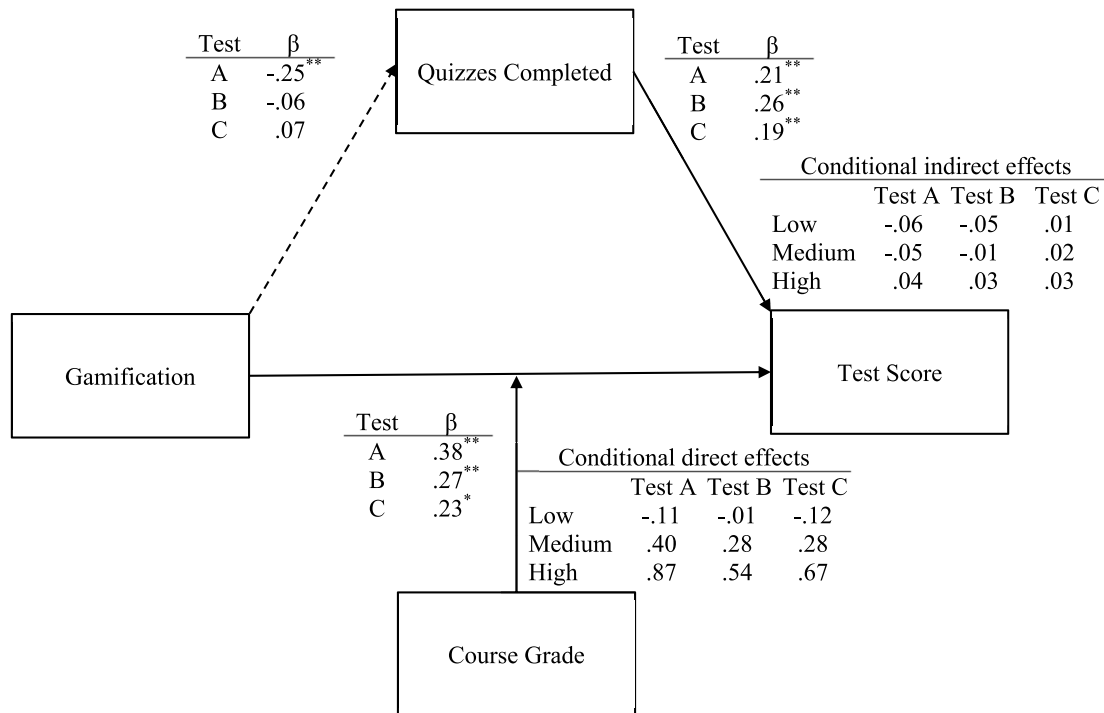 Test β
A -.25**
B -.06
C .07
Quizzes Completed
Test β
A .21**
B .26**
C .19**
Conditional indirect effects
Test A Test B Test C
Low -.06 -.05 .01
Medium -.05 -.01 .02
High .04 .03 .03
Gamification
Test Score
Test β
A .38**
B .27**
C .23*
Conditional direct effects
Test A Test B Test C
Low -.11 -.01 -.12
Medium .40 .28 .28
High .87 .54 .67
Course Grade